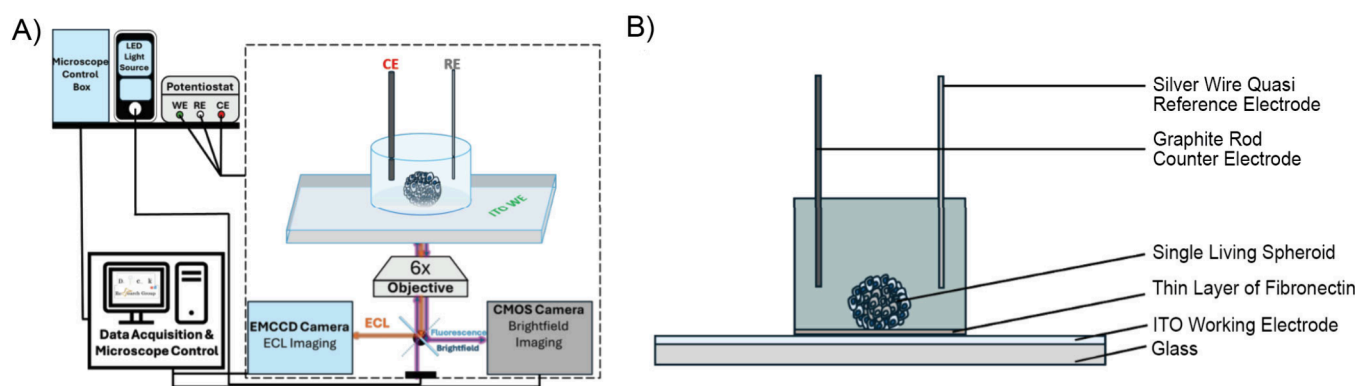 A)
Microscope
Control
Box
LED
Light
Source
Potentiostat
WE RE CE
CE
RE
ITO WE
6x
Objective
Data Acquisition &
Microscope Control
EMCCD Camera
ECL Imaging
ECL
Fluorescence
Brightfield
CMOS Camera
Brightfield
Imaging
B)
Silver Wire Quasi
Reference Electrode
Graphite Rod
Counter Electrode
Single Living Spheroid
Thin Layer of Fibronectin
ITO Working Electrode
Glass